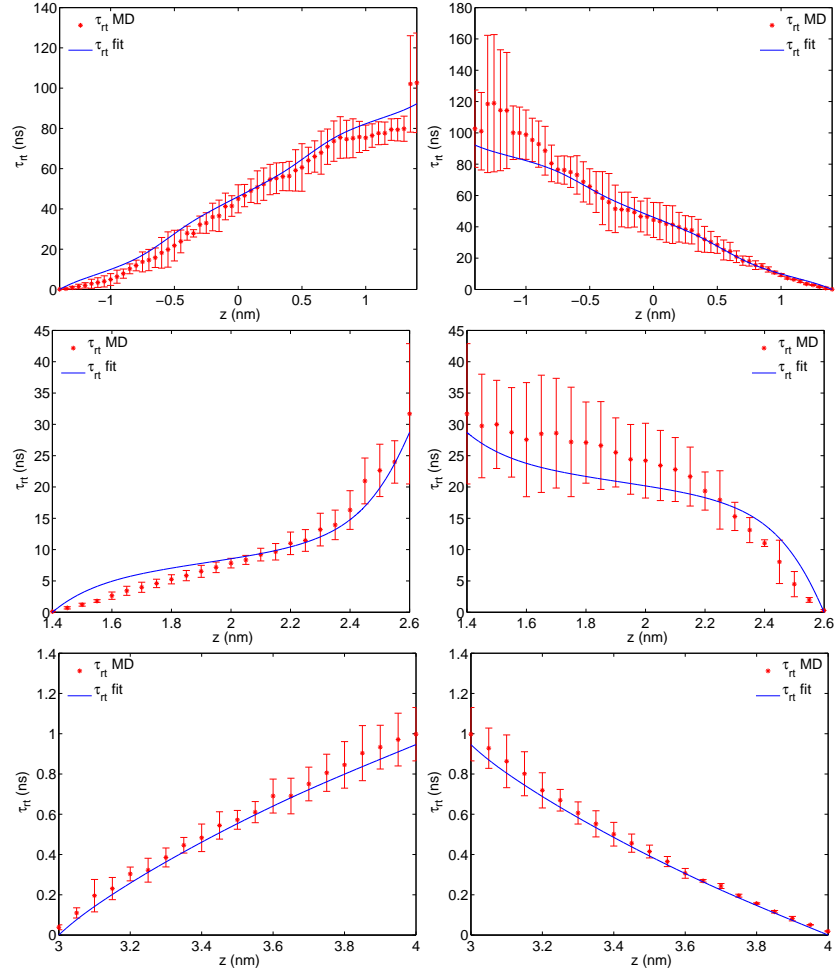 140
120
100
80
60
40
20
0
τrt (ns)
τrt MD
τrt fit
−1 −0.5 0 0.5 1
z (nm)
180
160
140
120
100
80
60
40
20
0
τrt (ns)
τrt MD
τrt fit
−1 −0.5 0 0.5 1
z (nm)
45
40
35
30
25
20
15
10
5
0
τrt (ns)
τrt MD
τrt fit
1.4 1.6 1.8 2 2.2 2.4 2.6
z (nm)
45
40
35
30
25
20
15
10
5
0
τrt (ns)
τrt MD
τrt fit
1.4 1.6 1.8 2 2.2 2.4 2.6
z (nm)
1.4
1.2
1
0.8
0.6
0.4
0.2
0
τrt (ns)
τrt MD
τrt fit
3 3.2 3.4 3.6 3.8 4
z (nm)
1.4
1.2
1
0.8
0.6
0.4
0.2
0
τrt (ns)
τrt MD
τrt fit
3 3.2 3.4 3.6 3.8 4
z (nm)